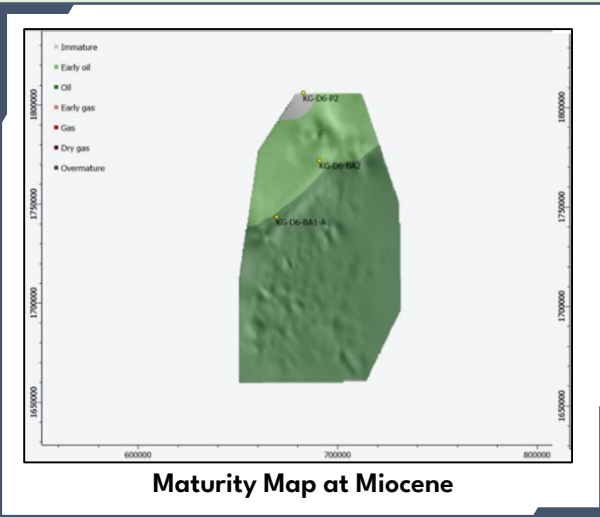 Immature
Early oil
Oil
Early gas
Gas
Dry gas
Overmature
1800000
1750000
1700000
1650000
KG-D6-P2
KG-D6-BA2
KG-D6-BA1-A
1800000
1750000
1700000
1650000
600000 700000 800000
Maturity Map at Miocene